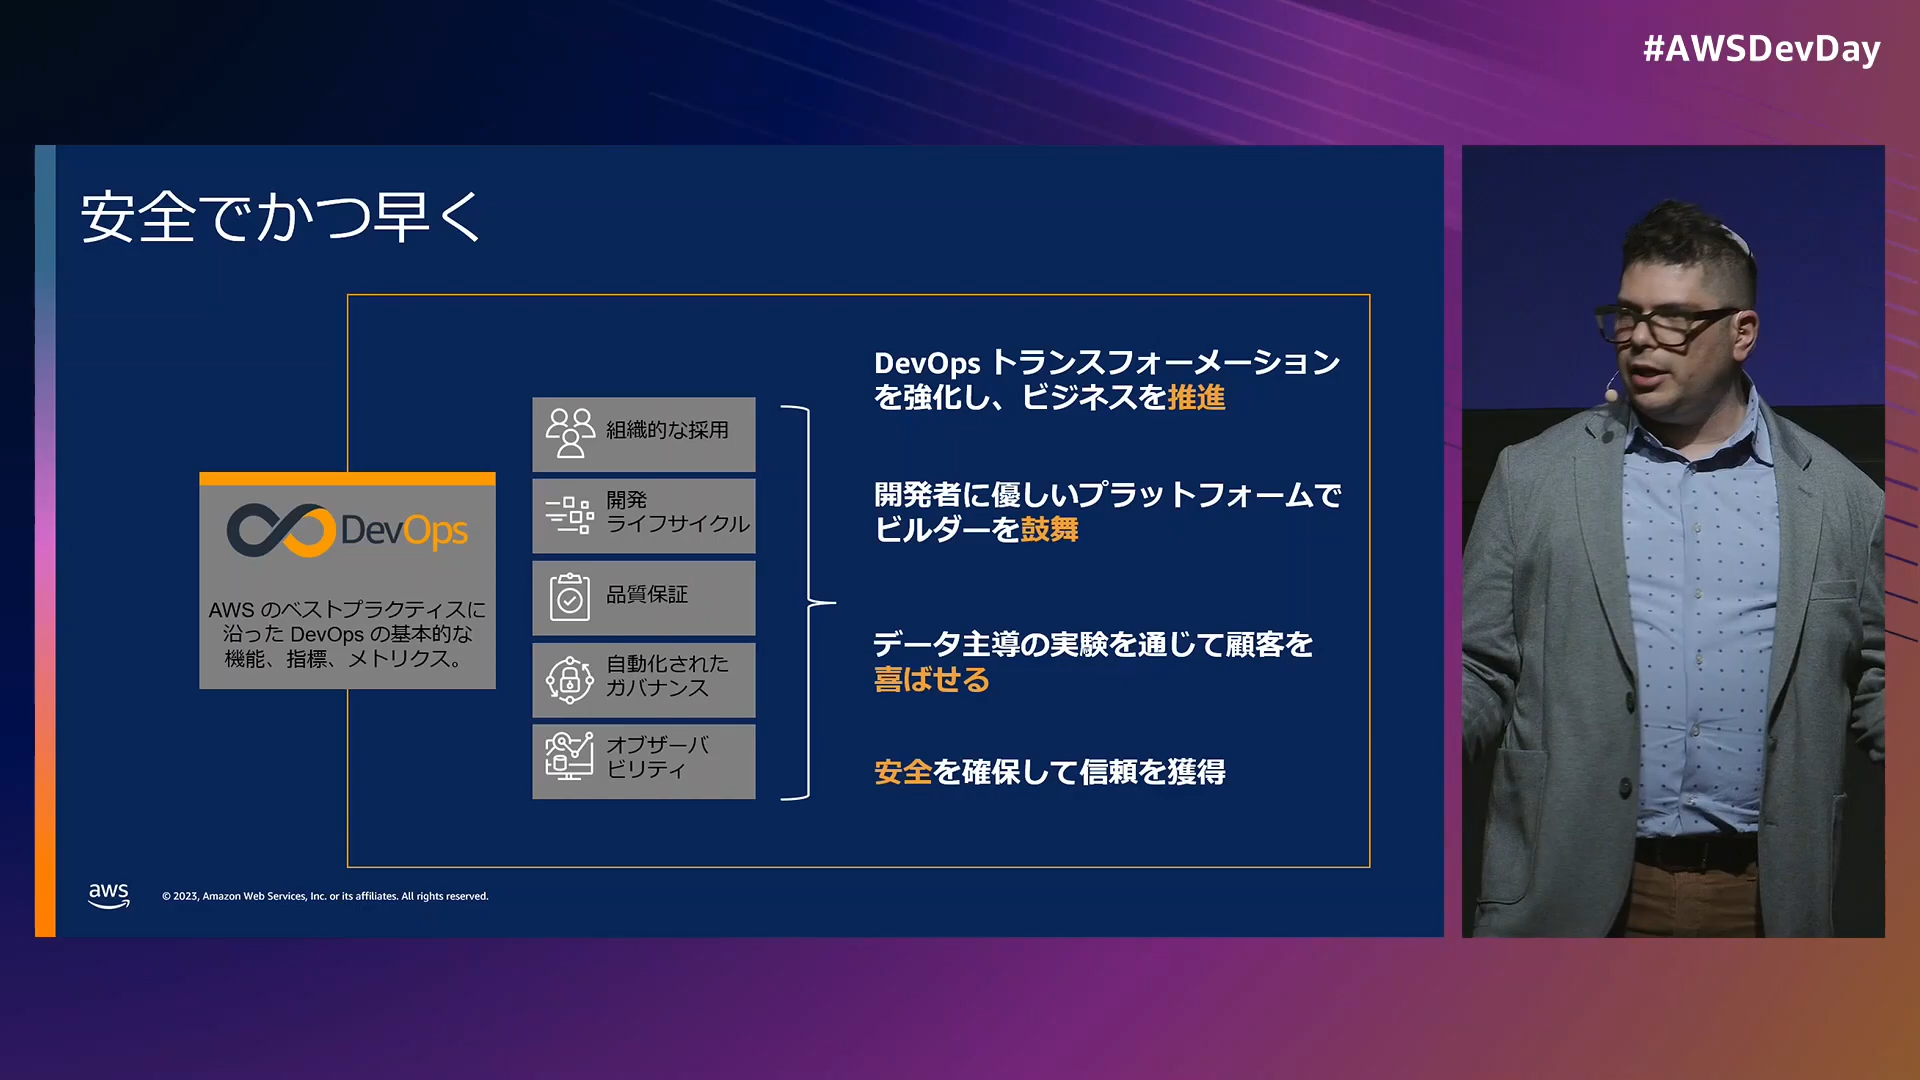 #AWSDevDay
安全でかつ早く
DevOps
AWS のベストプラクティスに
沿った DevOps の基本的な
機能、指標、メトリクス。
組織的な採用
開発
ライフサイクル
品質保証
自動化された
ガバナンス
オブザーバ
ビリティ
DevOps トランスフォーメーション
を強化し、ビジネスを推進
開発者に優しいプラットフォームで
ビルダーを鼓舞
データ主導の実験を通じて顧客を
喜ばせる
安全を確保して信頼を獲得
aws
© 2023, Amazon Web Services, Inc. or its affiliates. All rights reserved.